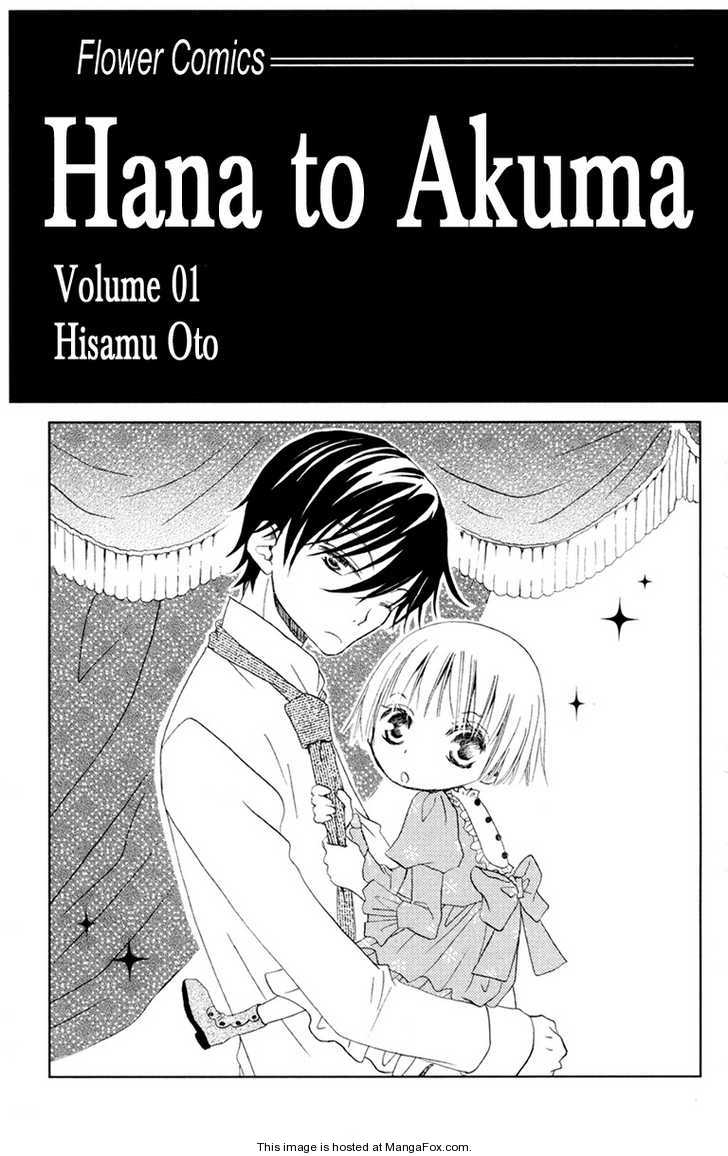 Flower Comics
Hana to Akuma
Volume 01
Hisamu Oto
This image is hosted at MangaFox.com.